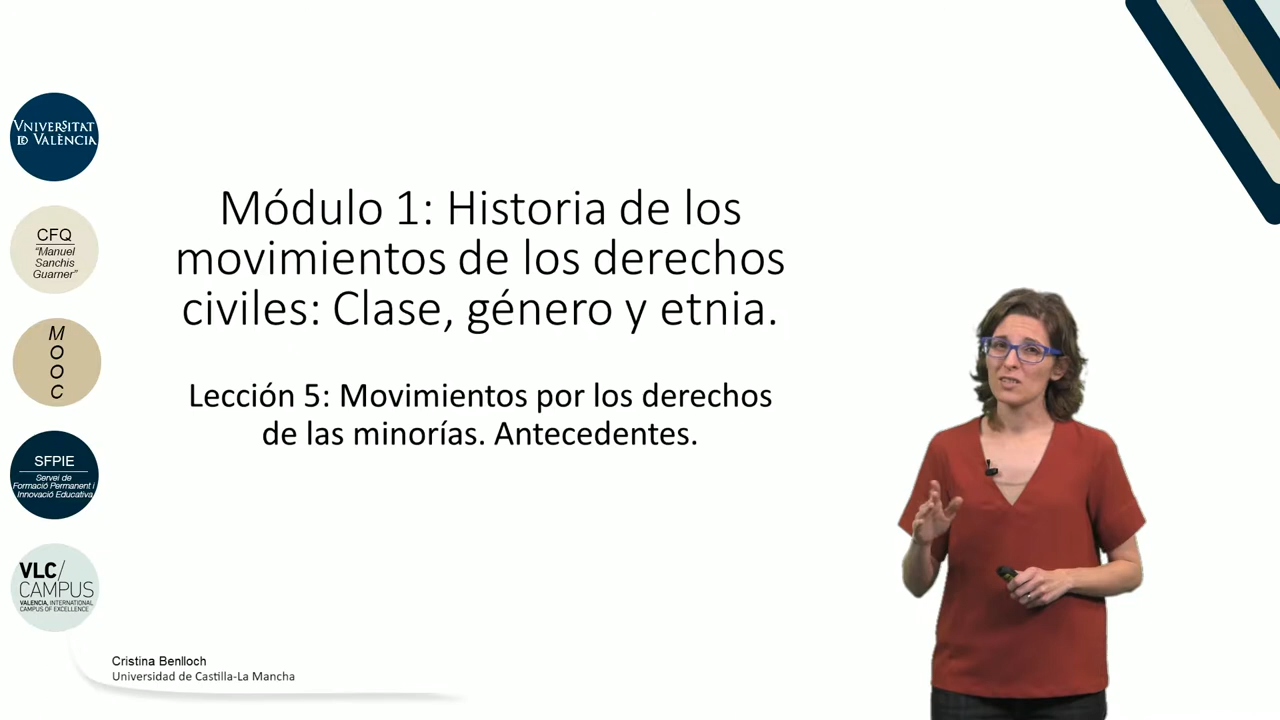 VNIVERSITAT
ID VALÈNCIA
CFQ
"Manuel
Sanchis
Guarner"
M
O
O
C
SFPIE
Servei de
Formació Permanent i
Innovació Educativa
VLC/
CAMPUS
VALENCIA, INTERNATIONAL
CAMPUS OF EXCELLENCE
Módulo 1: Historia de los
movimientos de los derechos
civiles: Clase, género y etnia.
Lección 5: Movimientos por los derechos
de las minorías. Antecedentes.
Cristina Benlloch
Universidad de Castilla-La Mancha